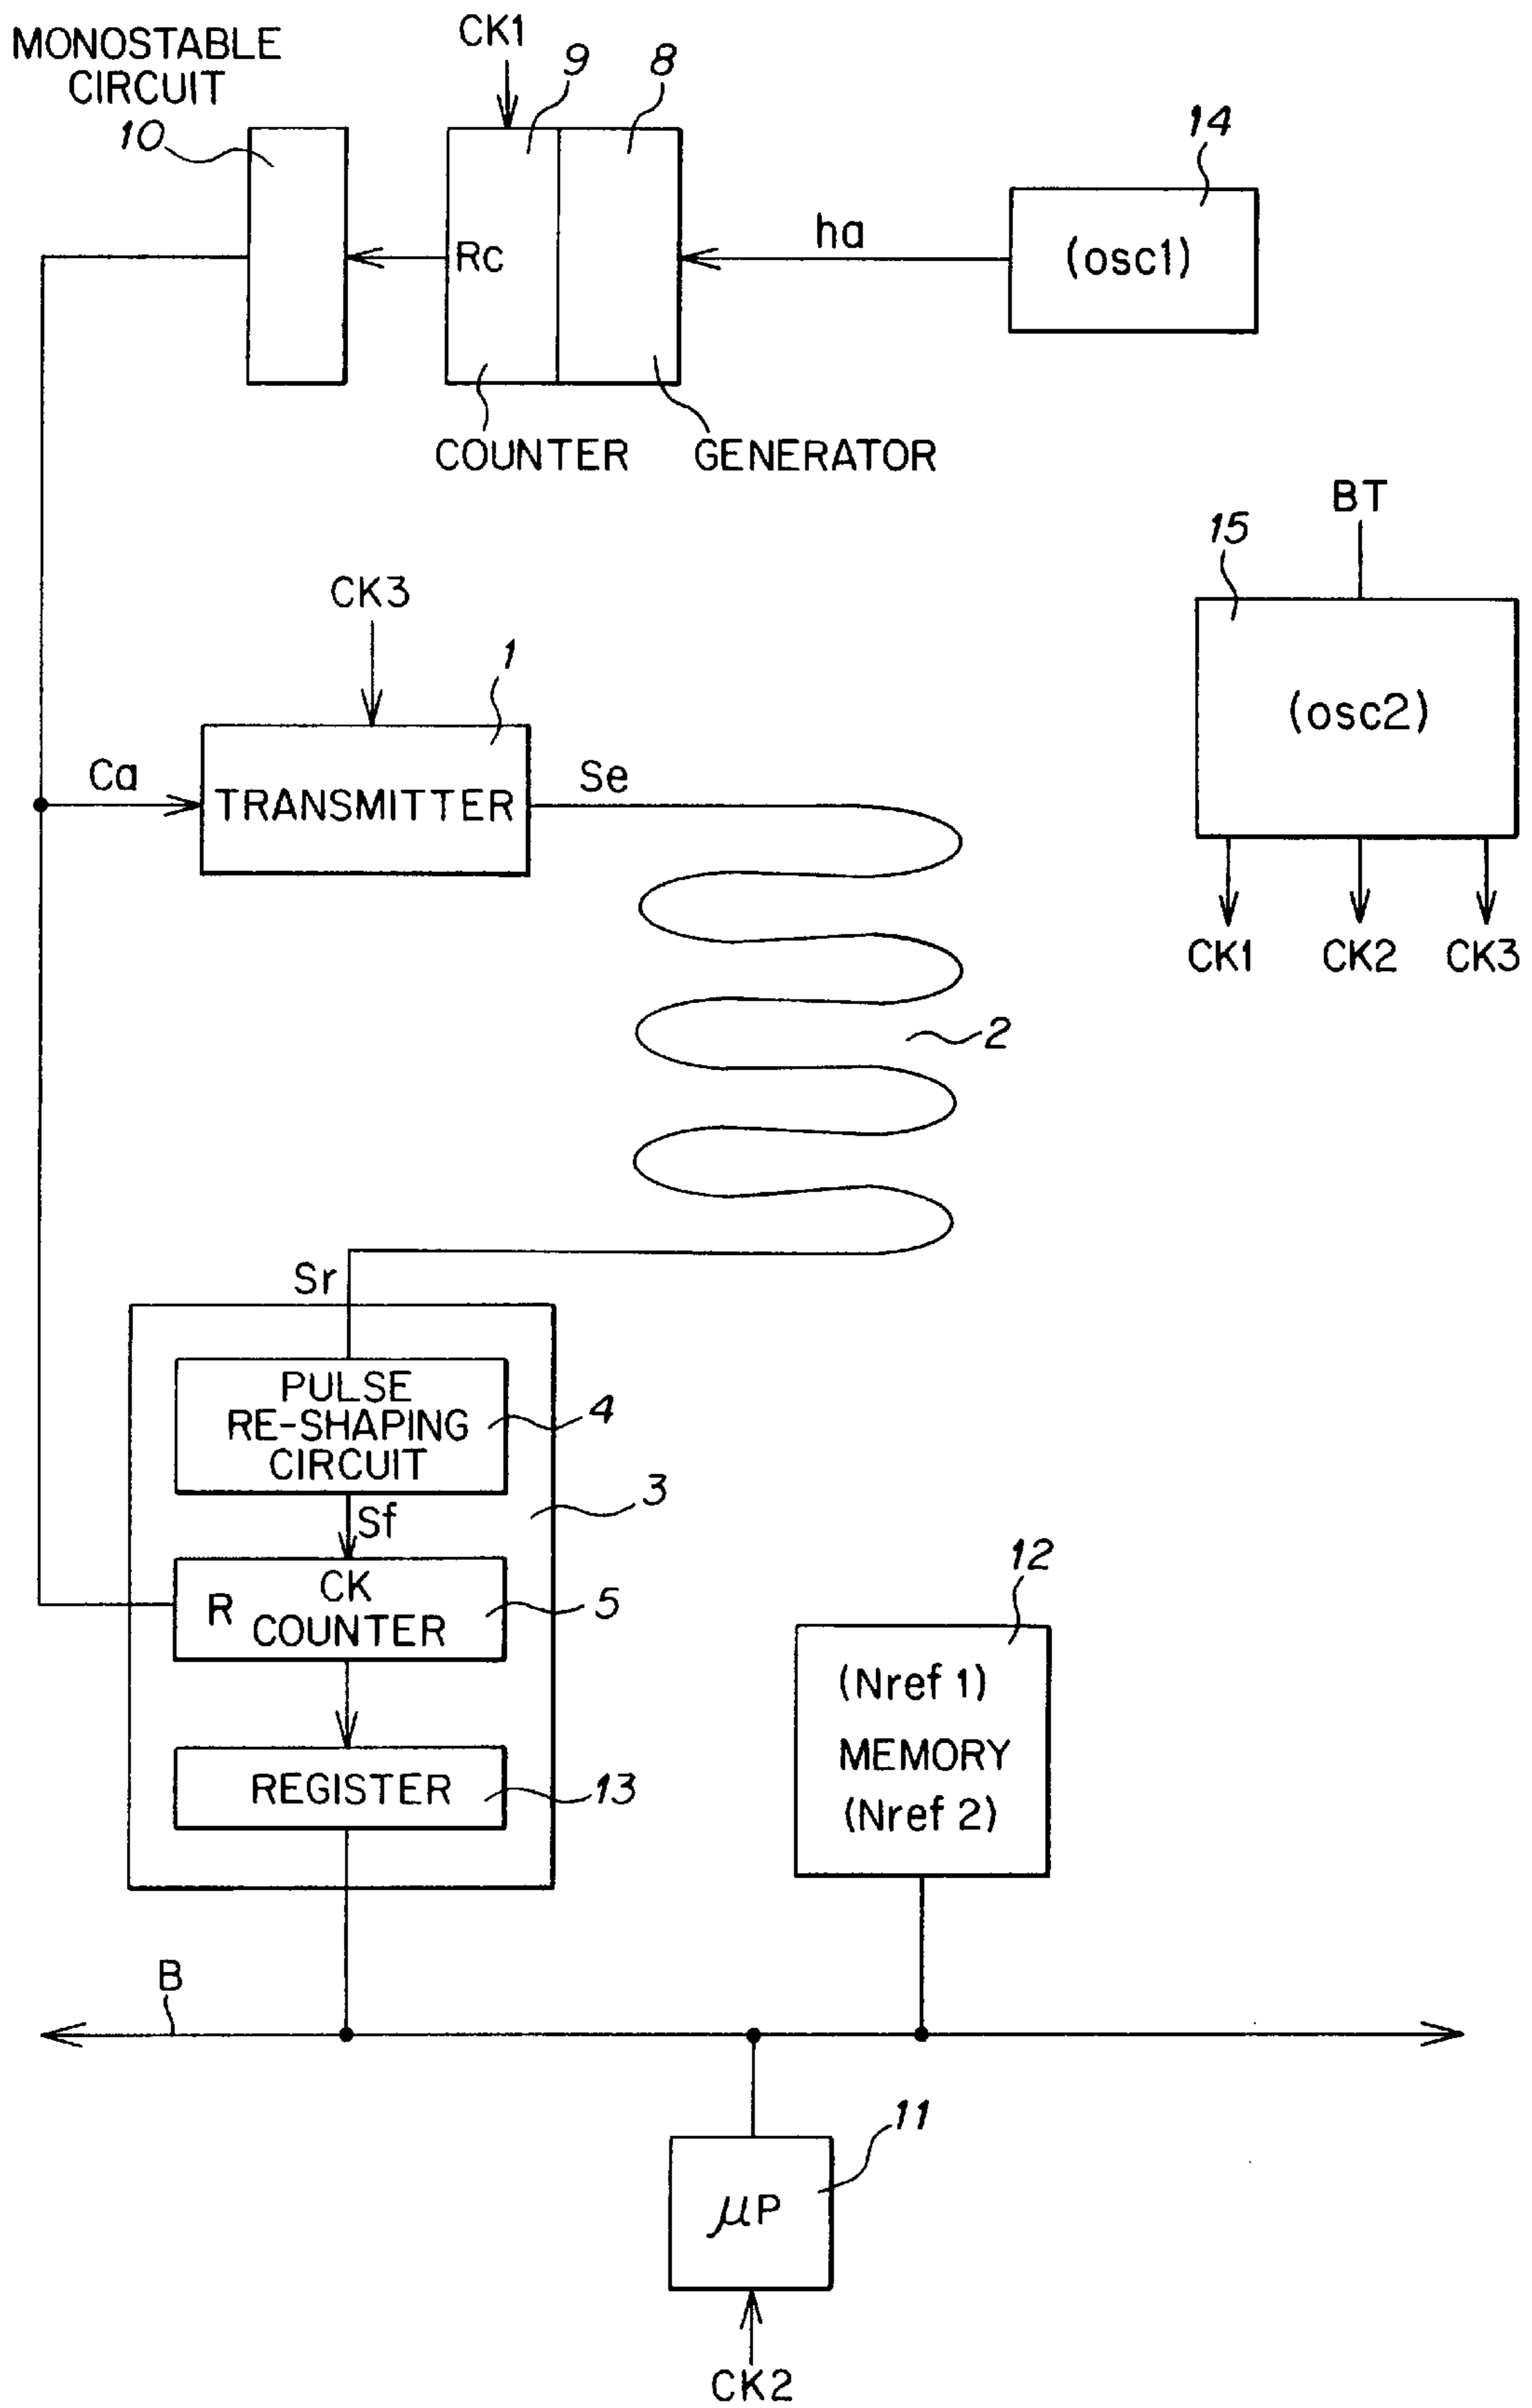 MONOSTABLE
CIRCUIT
10
CK1
9
8
14
Rc
ha
(osc1)
COUNTER
GENERATOR
BT
15
CK3
1
(osc2)
Ca
TRANSMITTER
Se
CK1
CK2
CK3
2
Sr
PULSE
RE-SHAPING
CIRCUIT
4
3
Sf
R
CK
COUNTER
5
12
(Nref 1)
MEMORY
(Nref 2)
REGISTER
13
B
11
μP
CK2